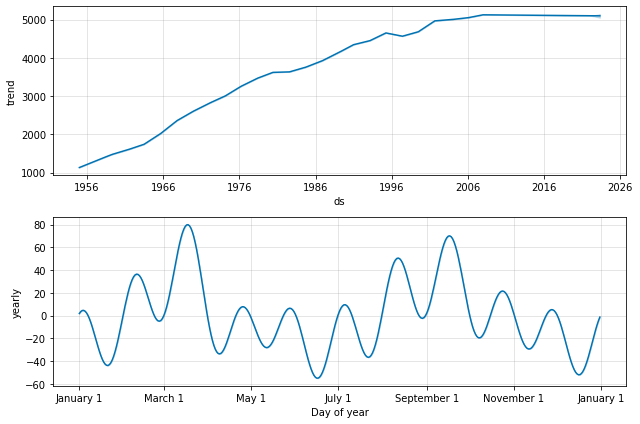 5000
4000
3000
2000
1000
trend
1956 1966 1976 1986 1996 2006 2016 2026
ds
80
60
40
20
0
−20
−40
−60
yearly
January 1 March 1 May 1 July 1 September 1 November 1 January 1
Day of year